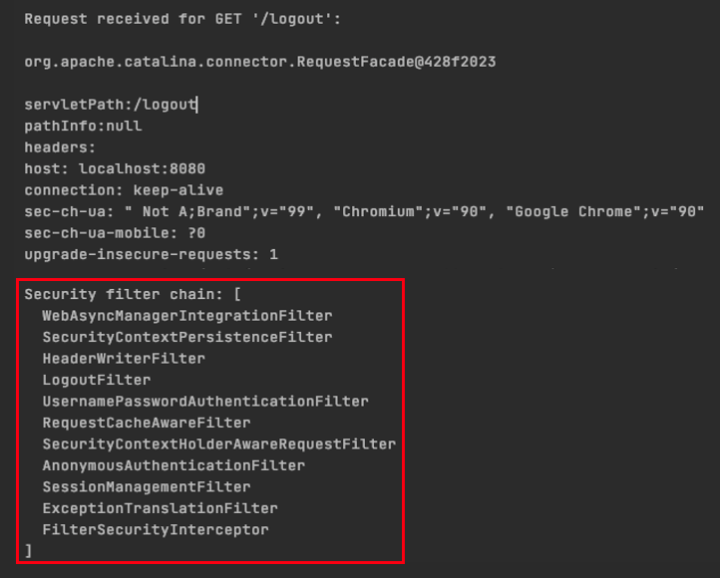 Request received for GET '/logout':
org.apache.catalina.connector.RequestFacade@428f2023
servletPath:/logout
pathInfo:null
headers:
host: localhost:8080
connection: keep-alive
sec-ch-ua: " Not A;Brand";v="99", "Chromium";v="90", "Google Chrome";v="90"
sec-ch-ua-mobile: ?0
upgrade-insecure-requests: 1
Security filter chain: [
  WebAsyncManagerIntegrationFilter
  SecurityContextPersistenceFilter
  HeaderWriterFilter
  LogoutFilter
  UsernamePasswordAuthenticationFilter
  RequestCacheAwareFilter
  SecurityContextHolderAwareRequestFilter
  AnonymousAuthenticationFilter
  SessionManagementFilter
  ExceptionTranslationFilter
  FilterSecurityInterceptor
]